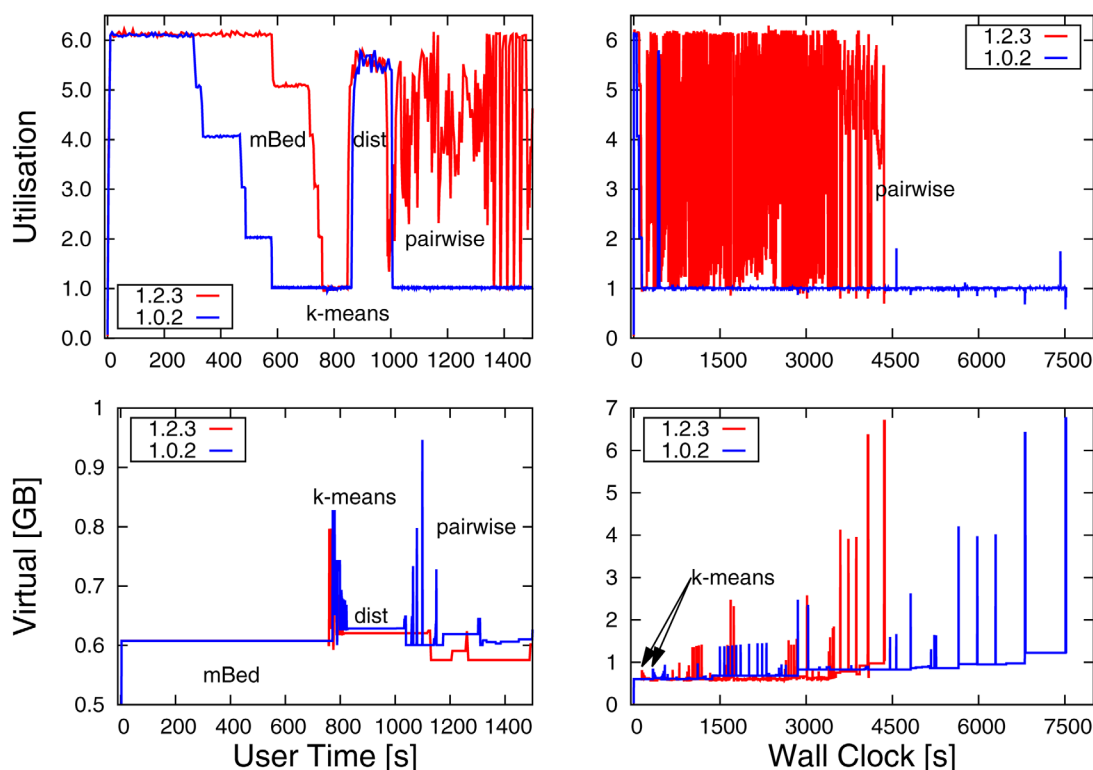 Utilisation
6.0
5.0
4.0
3.0
2.0
1.0
0.0
mBed
dist
pairwise
k-means
1.2.3
1.0.2
0 200 400 600 800 1000 1200 1400
6
5
4
3
2
1
0
1.2.3
1.0.2
pairwise
0 1500 3000 4500 6000 7500
Virtual [GB]
1
0.9
0.8
0.7
0.6
0.5
1.2.3
1.0.2
k-means
pairwise
dist
mBed
0 200 400 600 800 1000 1200 1400
User Time [s]
7
6
5
4
3
2
1
0
1.2.3
1.0.2
k-means
0 1500 3000 4500 6000 7500
Wall Clock [s]